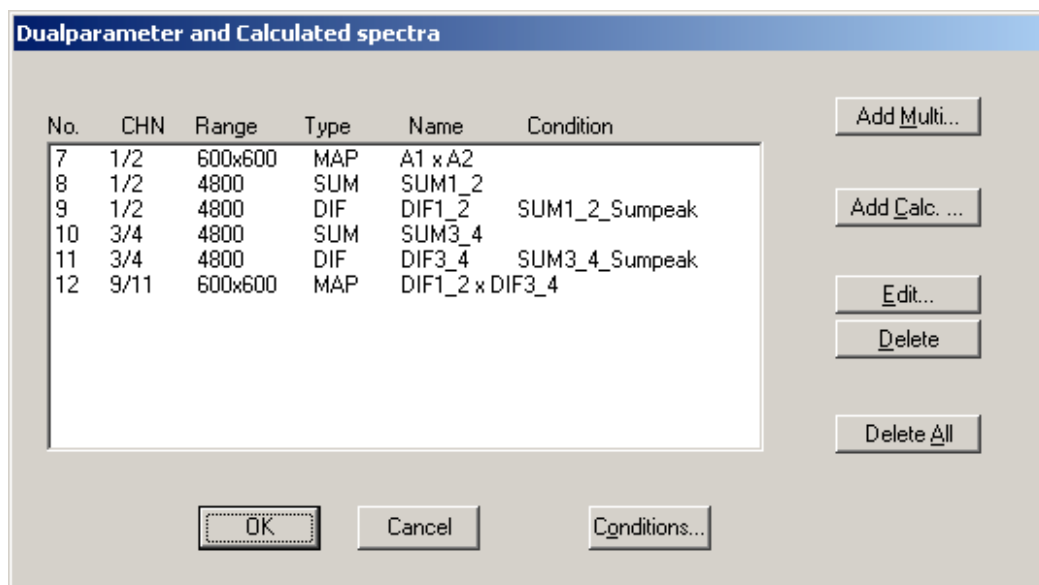 Dualparameter and Calculated spectra
No. CHN Range Type Name Condition
7 1/2 600x600 MAP A1 x A2
8 1/2 4800 SUM SUM1_2
9 1/2 4800 DIF DIF1_2 SUM1_2_Sumpeak
10 3/4 4800 SUM SUM3_4
11 3/4 4800 DIF DIF3_4 SUM3_4_Sumpeak
12 9/11 600x600 MAP DIF1_2 x DIF3_4
Add Multi...
Add Calc. ...
Edit...
Delete
Delete All
OK Cancel Conditions...